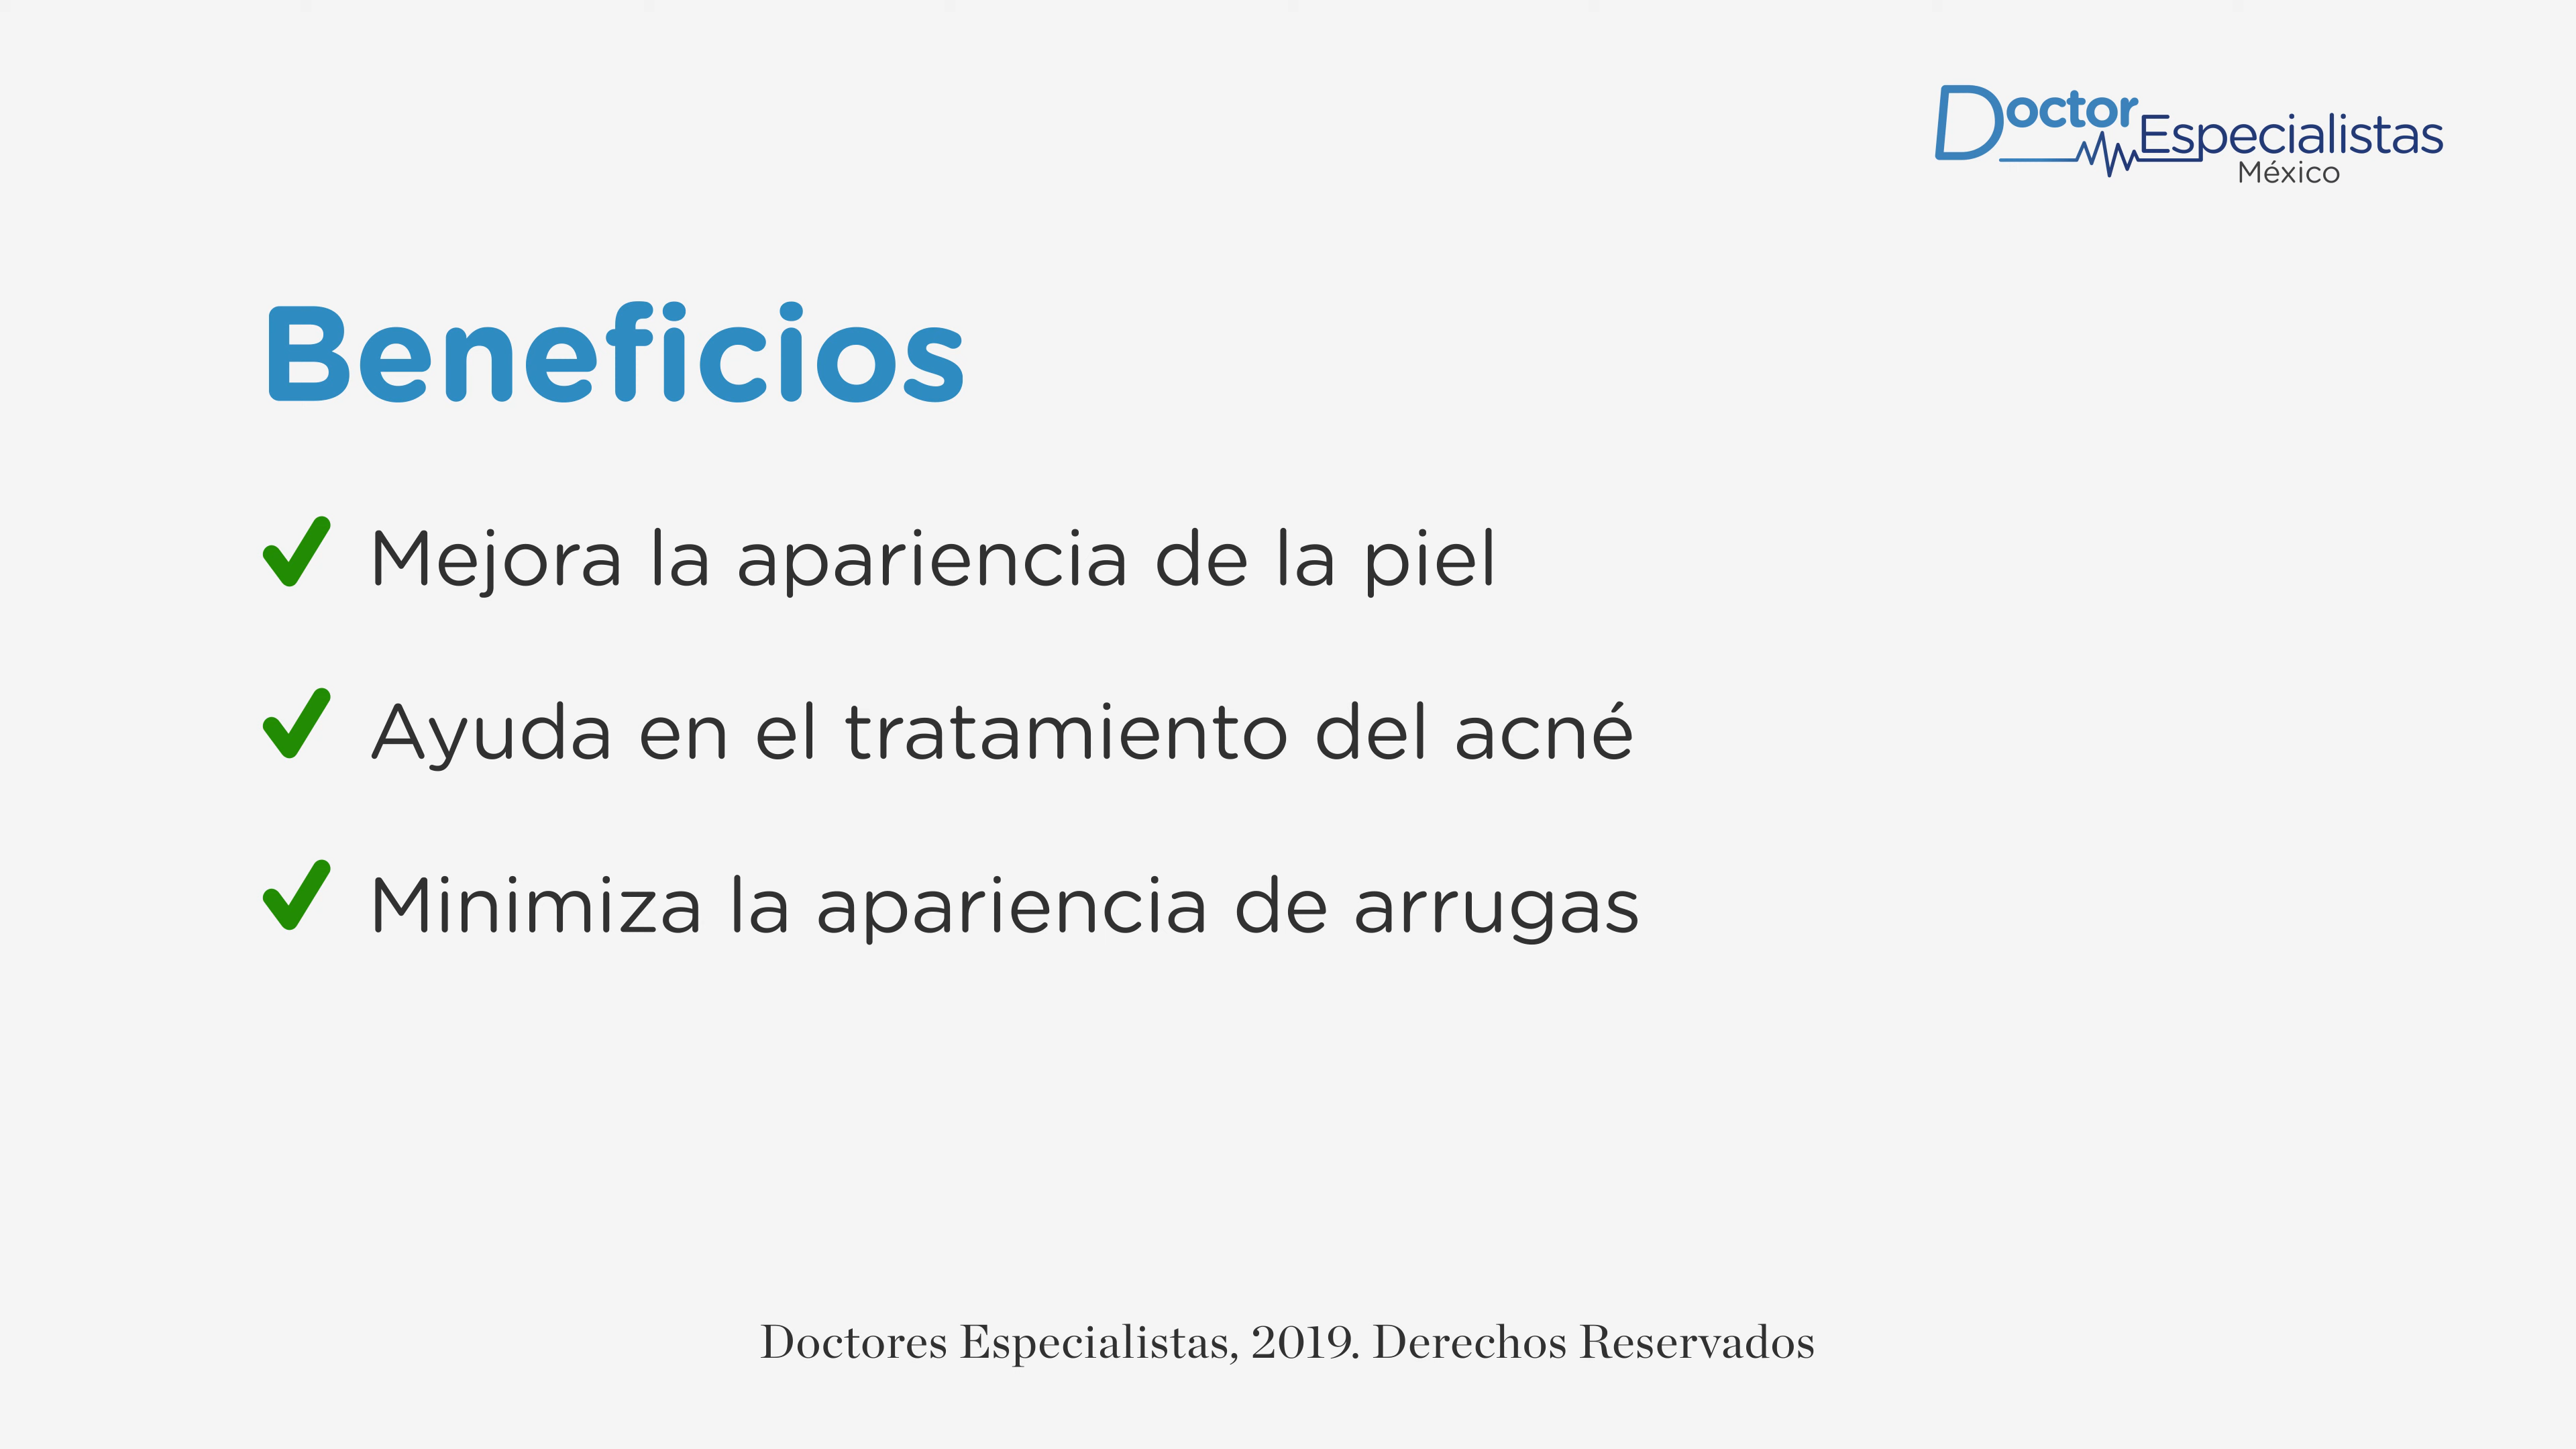 Doctor Especialistas
México
Beneficios
Mejora la apariencia de la piel
Ayuda en el tratamiento del acné
Minimiza la apariencia de arrugas
Doctores Especialistas, 2019. Derechos Reservados